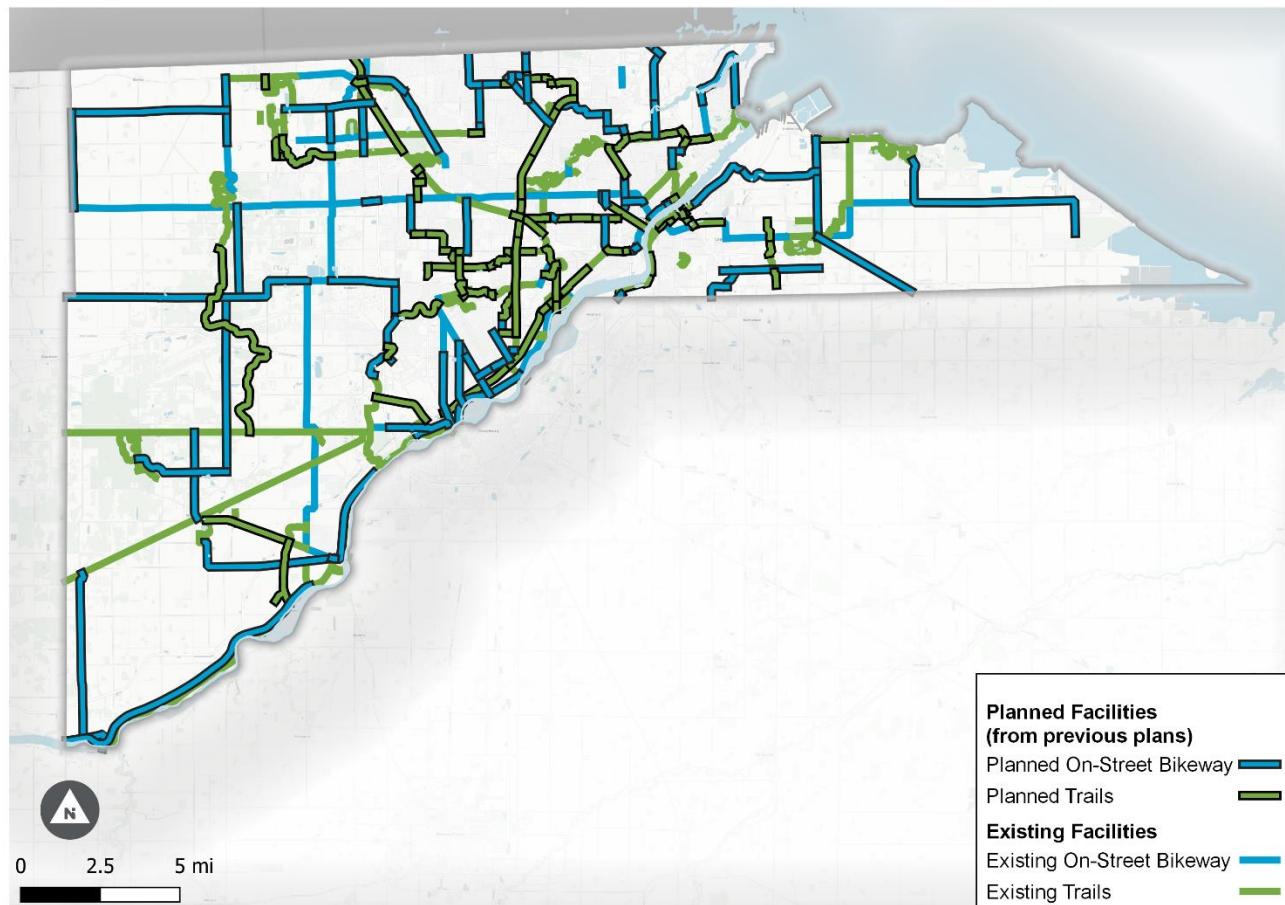 Planned Facilities
(from previous plans)
Planned On-Street Bikeway
Planned Trails
Existing Facilities
Existing On-Street Bikeway
Existing Trails
N
0 2.5 5 mi